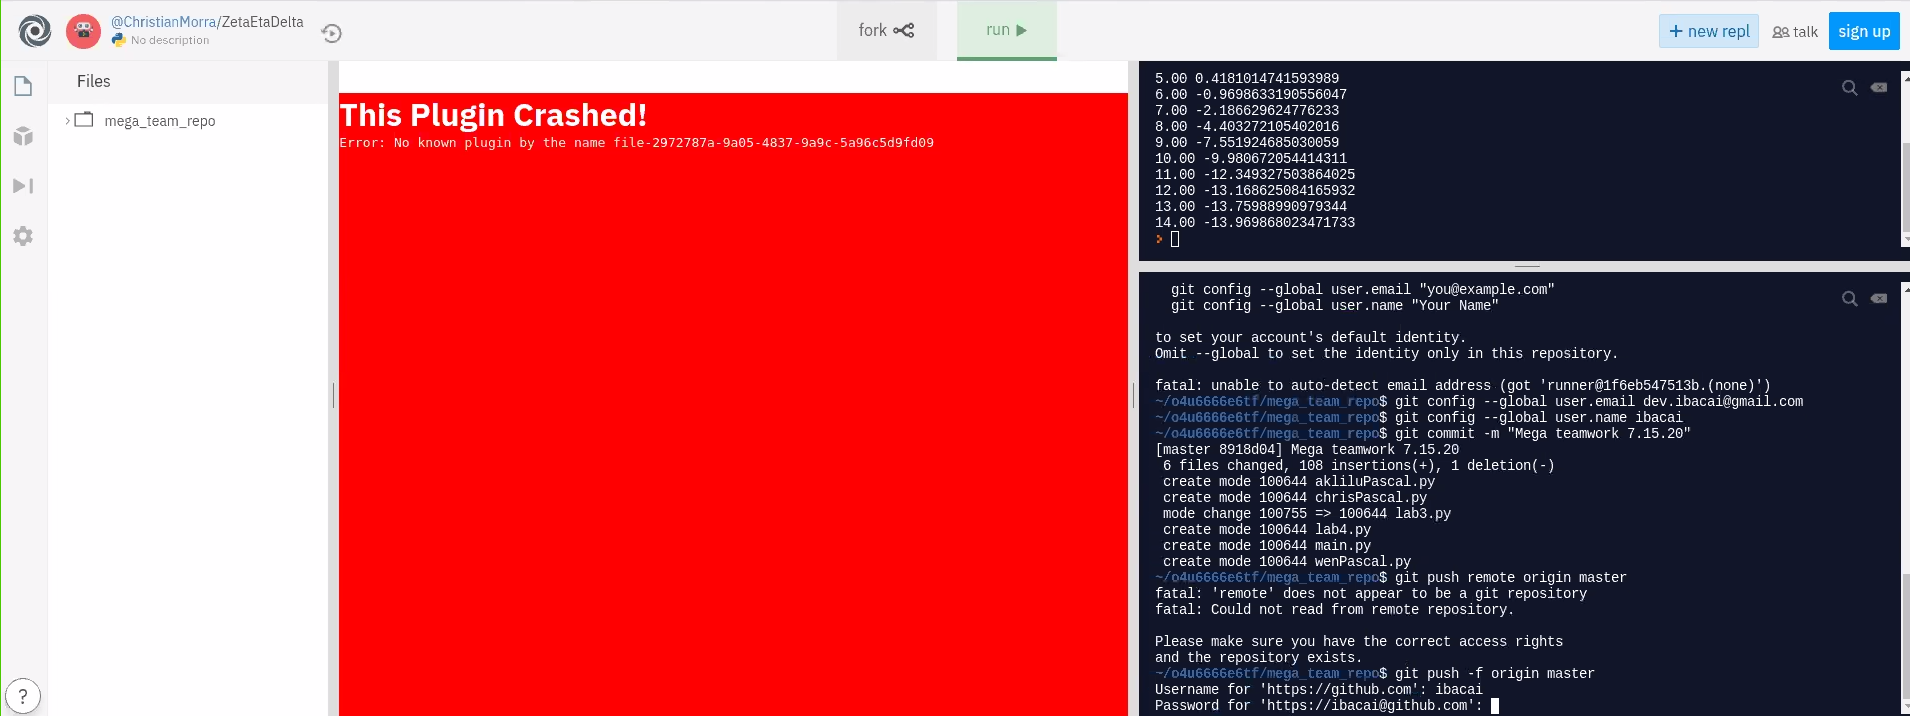 @ChristianMorra/ZetaEtaDelta
No description
fork
run
+ new repl
talk
sign up
Files
mega_team_repo
This Plugin Crashed!
Error: No known plugin by the name file-2972787a-9a05-4837-9a9c-5a96c5d9fd09
5.00 0.4181014741593989
6.00 -0.9698633190556047
7.00 -2.186629624776233
8.00 -4.403272105402016
9.00 -7.551924685030059
10.00 -9.980672054414311
11.00 -12.349327503864025
12.00 -13.168625084165932
13.00 -13.75988990979344
14.00 -13.969868023471733
git config --global user.email "you@example.com"
git config --global user.name "Your Name"
to set your account's default identity.
Omit --global to set the identity only in this repository.
fatal: unable to auto-detect email address (got 'runner@1f6eb547513b.(none)')
~/o4u6666e6tf/mega_team_repo$ git config --global user.email dev.ibacai@gmail.com
~/o4u6666e6tf/mega_team_repo$ git config --global user.name ibacai
~/o4u6666e6tf/mega_team_repo$ git commit -m "Mega teamwork 7.15.20"
[master 8918d04] Mega teamwork 7.15.20
6 files changed, 108 insertions(+), 1 deletion(-)
create mode 100644 akliluPascal.py
create mode 100644 chrisPascal.py
mode change 100755 => 100644 lab3.py
create mode 100644 lab4.py
create mode 100644 main.py
create mode 100644 wenPascal.py
~/o4u6666e6tf/mega_team_repo$ git push remote origin master
fatal: 'remote' does not appear to be a git repository
fatal: Could not read from remote repository.
Please make sure you have the correct access rights
and the repository exists.
~/o4u6666e6tf/mega_team_repo$ git push -f origin master
Username for 'https://github.com': ibacai
Password for 'https://ibacai@github.com':
?